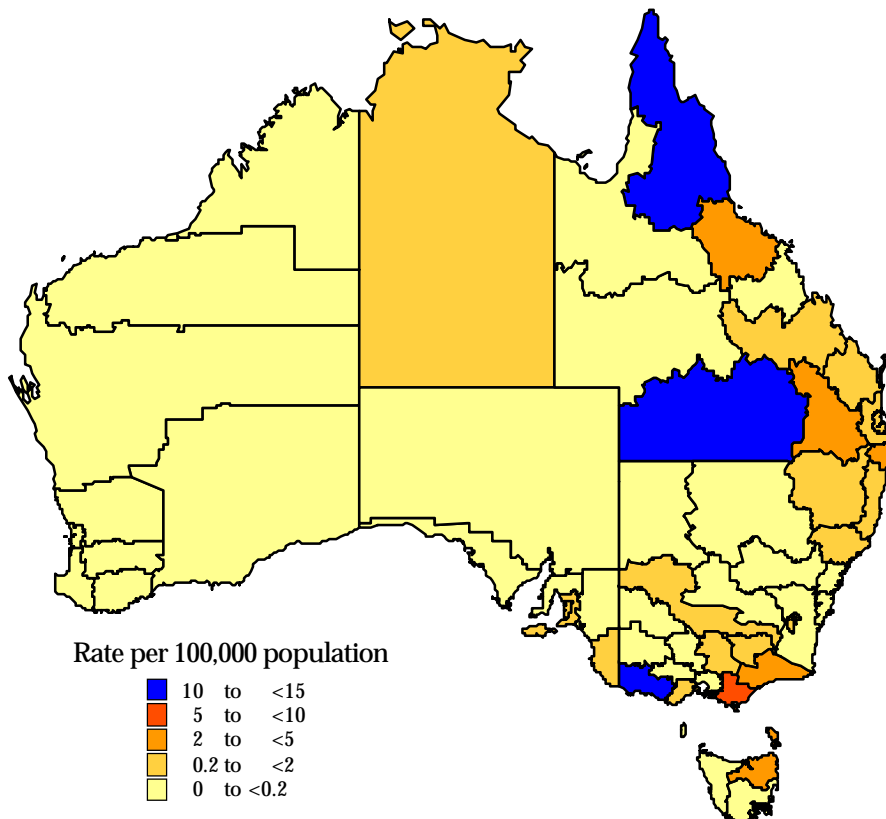 Rate per 100,000 population
10 to <15
5 to <10
2 to <5
0.2 to <2
0 to <0.2